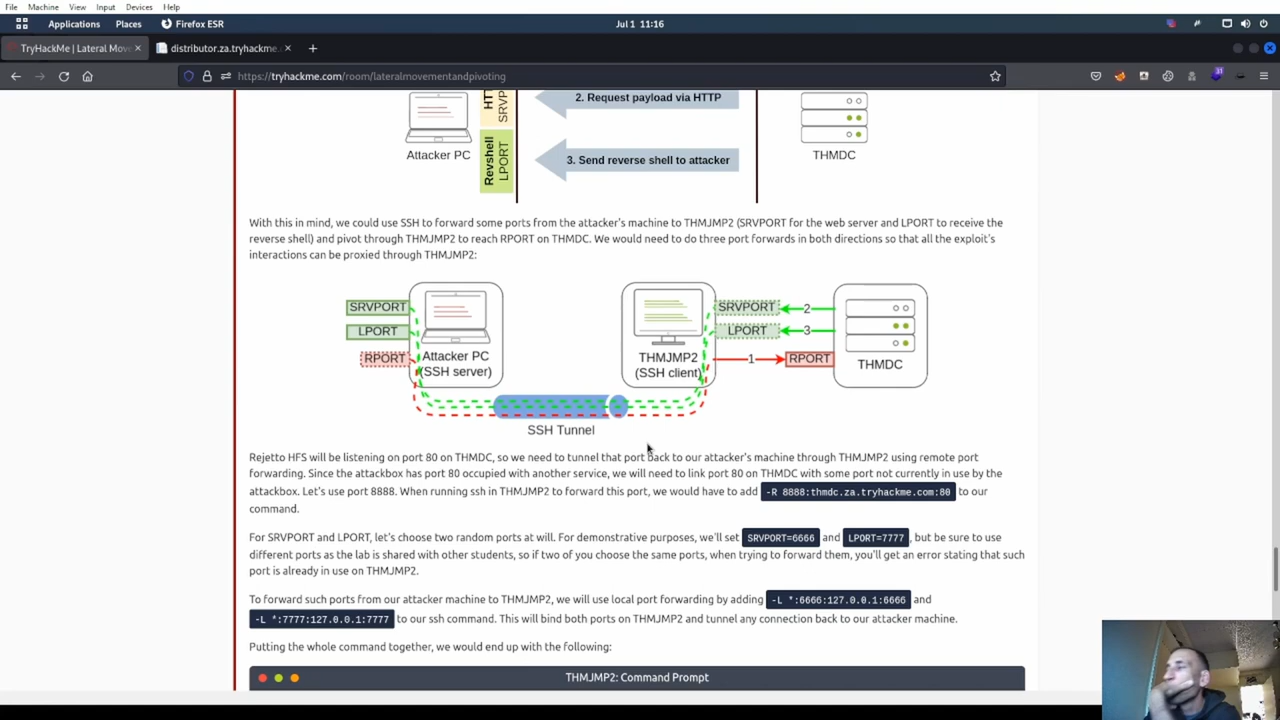 File Machine View Input Devices Help
Applications Places Firefox ESR Jul 1 11:16
TryHackMe | Lateral Mov
distributor.za.tryhackme.
https://tryhackme.com/room/lateralmovementandpivoting
31
SRVP
2. Request payload via HTTP
Revshell
LPORT
3. Send reverse shell to attacker
Attacker PC
THMDC
With this in mind, we could use SSH to forward some ports from the attacker's machine to THMJMP2 (SRVPORT for the web server and LPORT to receive the
reverse shell) and pivot through THMJMP2 to reach RPORT on THMDC. We would need to do three port forwards in both directions so that all the exploit's
interactions can be proxied through THMJMP2:
SRVPORT
SRVPORT
2
LPORT
LPORT
3
RPORT
Attacker PC
(SSH server)
THMJMP2
(SSH client)
1
RPORT
THMDC
SSH Tunnel
Rejetto HFS will be listening on port 80 on THMDC, so we need to tunnel that port back to our attacker's machine through THMJMP2 using remote port
forwarding. Since the attackbox has port 80 occupied with another service, we will need to link port 80 on THMDC with some port not currently in use by the
attackbox. Let's use port 8888. When running ssh in THMJMP2 to forward this port, we would have to add -R 8888:thmdc.za.tryhackme.com:80 to our
command.
For SRVPORT and LPORT, let's choose two random ports at will. For demonstrative purposes, we'll set SRVPORT=6666 and LPORT=7777, but be sure to use
different ports as the lab is shared with other students, so if two of you choose the same ports, when trying to forward them, you'll get an error stating that such
port is already in use on THMJMP2.
To forward such ports from our attacker machine to THMJMP2, we will use local port forwarding by adding -L *:6666:127.0.0.1:6666 and
-L *:7777:127.0.0.1:7777 to our ssh command. This will bind both ports on THMJMP2 and tunnel any connection back to our attacker machine.
Putting the whole command together, we would end up with the following:
THMJMP2: Command Prompt